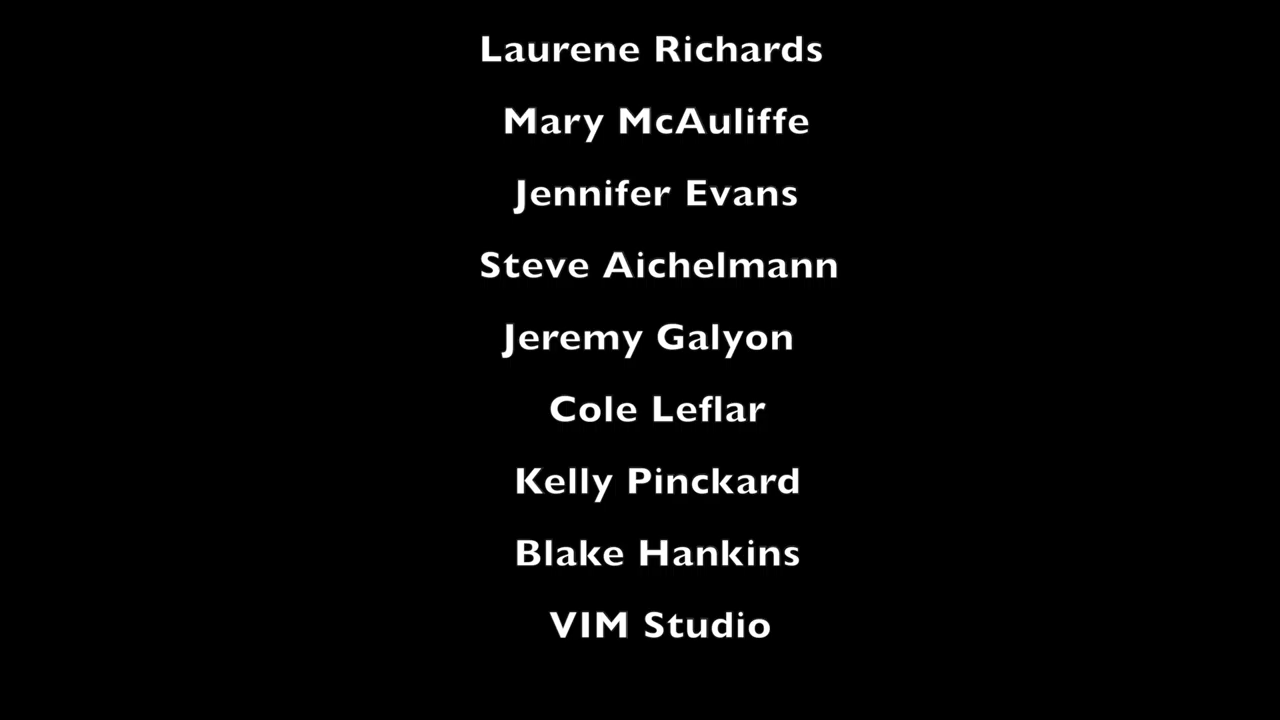 Laurene Richards
Mary McAuliffe
Jennifer Evans
Steve Aichelmann
Jeremy Galyon
Cole Leflar
Kelly Pinckard
Blake Hankins
VIM Studio